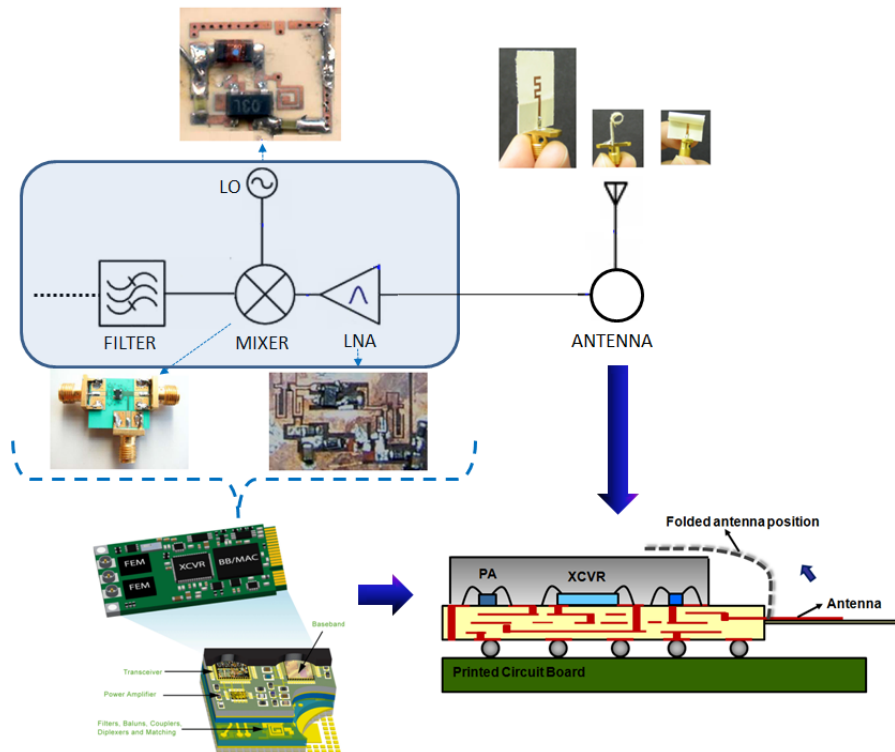 LO
FILTER
MIXER
LNA
ANTENNA
FEM
FEM
XCVR
BB/MAC
Baseband
Transceiver
Power Amplifier
Filters, Baluns, Couplers,
Diplexers and Matching
Folded antenna position
PA
XCVR
Antenna
Printed Circuit Board